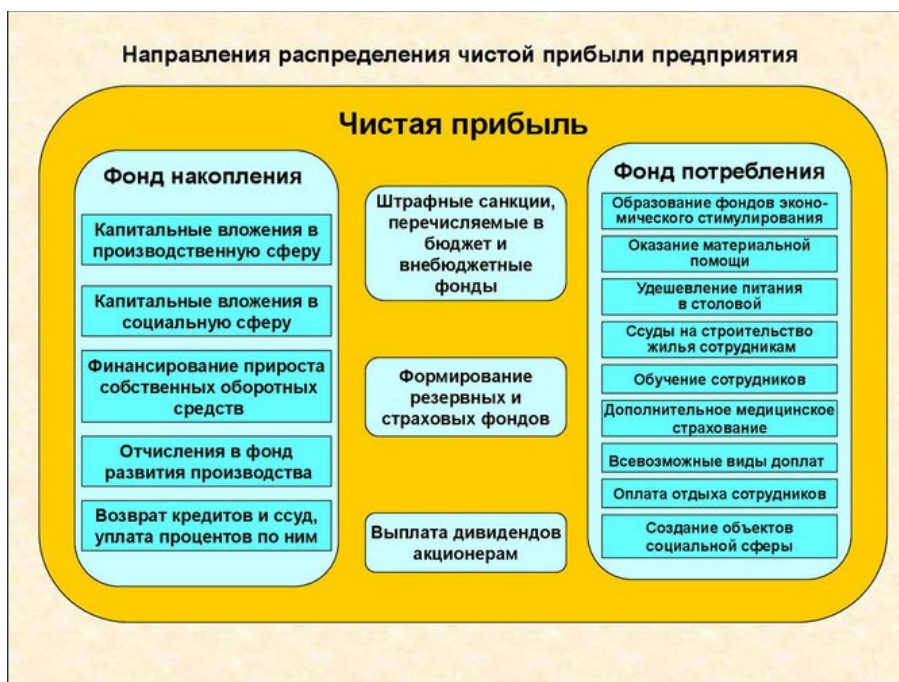 Направления распределения чистой прибыли предприятия
Чистая прибыль
Фонд накопления
Капитальные вложения в
производственную сферу
Капитальные вложения в
социальную сферу
Финансирование прироста
собственных оборотных
средств
Отчисления в фонд
развития производства
Возврат кредитов и ссуд,
уплата процентов по ним
Штрафные санкции,
перечисляемые в
бюджет и
внебюджетные
фонды
Формирование
резервных и
страховых фондов
Выплата дивидендов
акционерам
Фонд потребления
Образование фондов эконо-
мического стимулирования
Оказание материальной
помощи
Удешевление питания
в столовой
Ссуды на строительство
жилья сотрудникам
Обучение сотрудников
Дополнительное медицинское
страхование
Всевозможные виды доплат
Оплата отдыха сотрудников
Создание объектов
социальной сферы